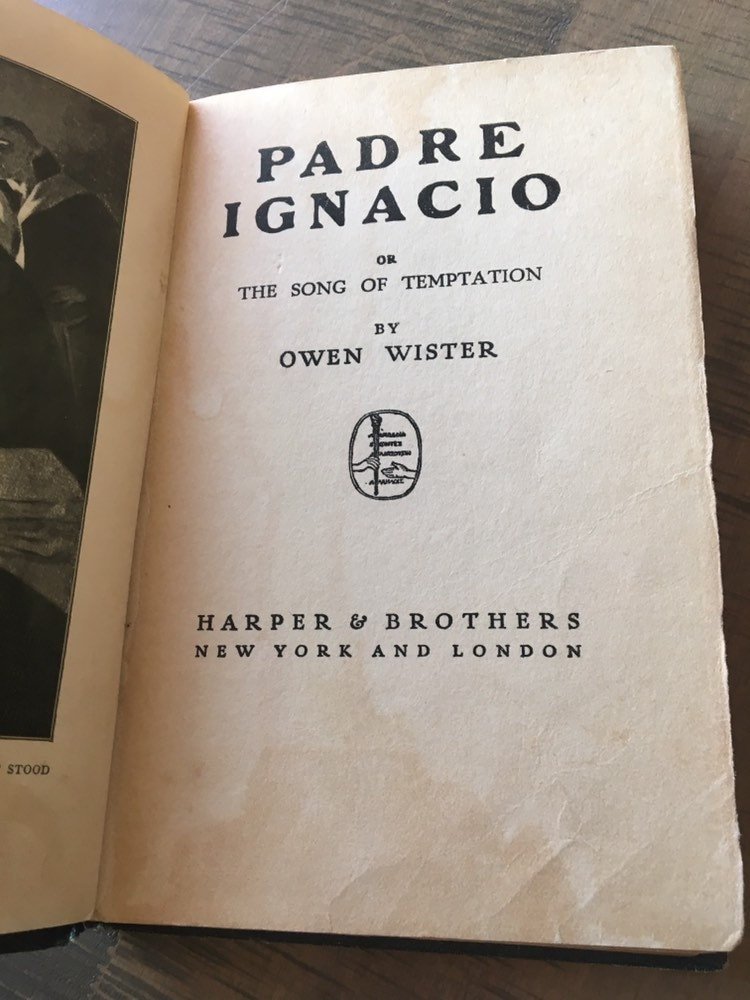 PADRE
IGNACIO
OR
THE SONG OF TEMPTATION
BY
OWEN WISTER
HARPER & BROTHERS
NEW YORK AND LONDON
STOOD